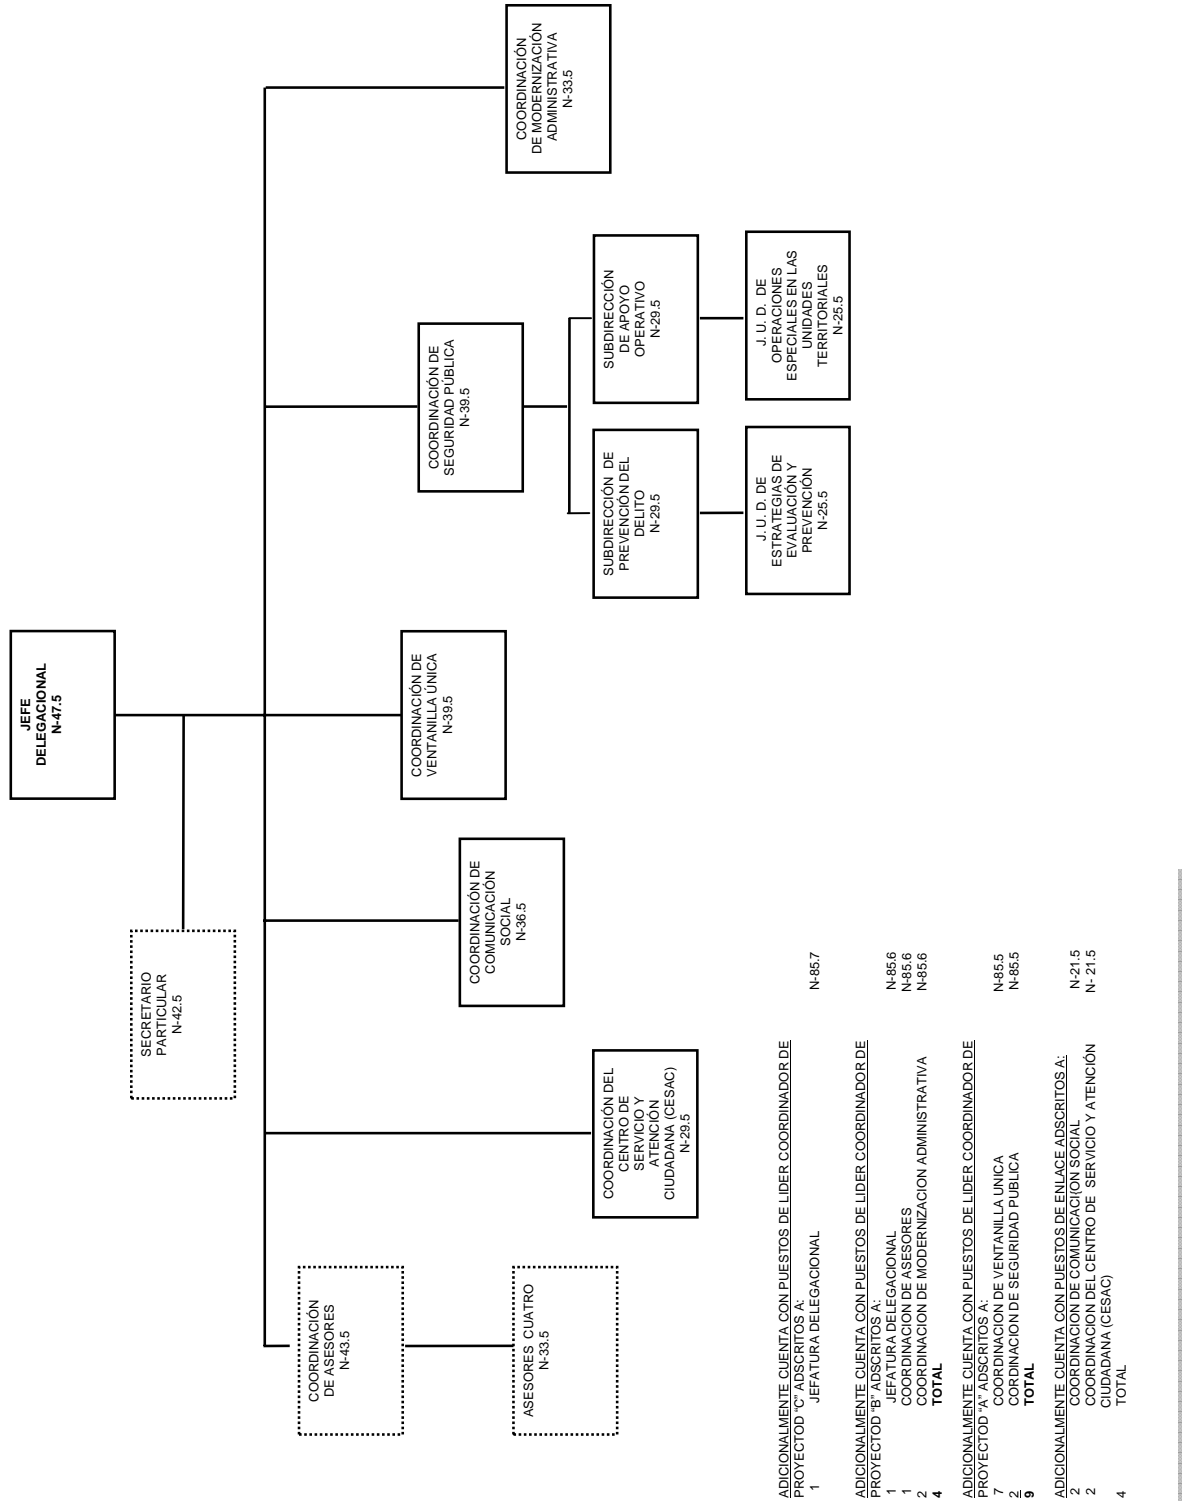 JEFE
DELEGACIONAL
N-47.5
SECRETARIO
PARTICULAR
N-42.5
COORDINACIÓN
DE ASESORES
N-43.5
ASESORES CUATRO
N-33.5
COORDINACIÓN DEL
CENTRO DE
SERVICIO Y
ATENCIÓN
CIUDADANA (CESAC)
N-29.5
COORDINACIÓN DE
COMUNICACIÓN
SOCIAL
N-36.5
COORDINACIÓN DE
VENTANILLA ÚNICA
N-39.5
COORDINACIÓN DE
SEGURIDAD PÚBLICA
N-39.5
SUBDIRECCIÓN DE
PREVENCIÓN DEL
DELITO
N-29.5
SUBDIRECCIÓN
DE APOYO
OPERATIVO
N-29.5
J. U. D. DE
ESTRATEGIAS DE
EVALUACIÓN Y
PREVENCIÓN
N-25.5
J. U. D. DE
OPERACIONES
ESPECIALES EN LAS
UNIDADES
TERRITORIALES
N-25.5
COORDINACIÓN
DE MODERNIZACIÓN
ADMINISTRATIVA
N-33.5
ADICIONALMENTE CUENTA CON PUESTOS DE LIDER COORDINADOR DE
PROYECTOD "C" ADSCRITOS A:
1 JEFATURA DELEGACIONAL N-85.7
ADICIONALMENTE CUENTA CON PUESTOS DE LIDER COORDINADOR DE
PROYECTOD "B" ADSCRITOS A:
1 JEFATURA DELEGACIONAL N-85.6
1 COORDINACION DE ASESORES N-85.6
2 COORDINACION DE MODERNIZACION ADMINISTRATIVA N-85.6
4 TOTAL
ADICIONALMENTE CUENTA CON PUESTOS DE LIDER COORDINADOR DE
PROYECTOD "A" ADSCRITOS A:
7 COORDINACION DE VENTANILLA UNICA N-85.5
2 CORDINACION DE SEGURIDAD PUBLICA N-85.5
9 TOTAL
ADICIONALMENTE CUENTA CON PUESTOS DE ENLACE ADSCRITOS A:
2 COORDINACION DE COMUNICACI{ON SOCIAL N-21.5
2 COORDINACION DEL CENTRO DE SERVICIO Y ATENCIÓN N- 21.5
CIUDADANA (CESAC)
4 TOTAL